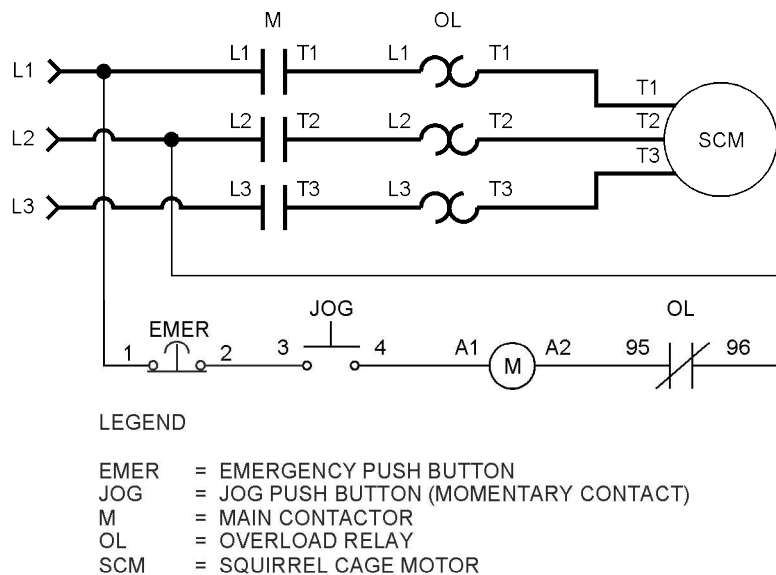 M OL
L1 L1 T1 L1 T1 T1
L2 L2 T2 L2 T2 T2 SCM
L3 L3 T3 L3 T3 T3
JOG OL
EMER
1 2 3 4 A1 M A2 95 96
LEGEND
EMER = EMERGENCY PUSH BUTTON
JOG = JOG PUSH BUTTON (MOMENTARY CONTACT)
M = MAIN CONTACTOR
OL = OVERLOAD RELAY
SCM = SQUIRREL CAGE MOTOR